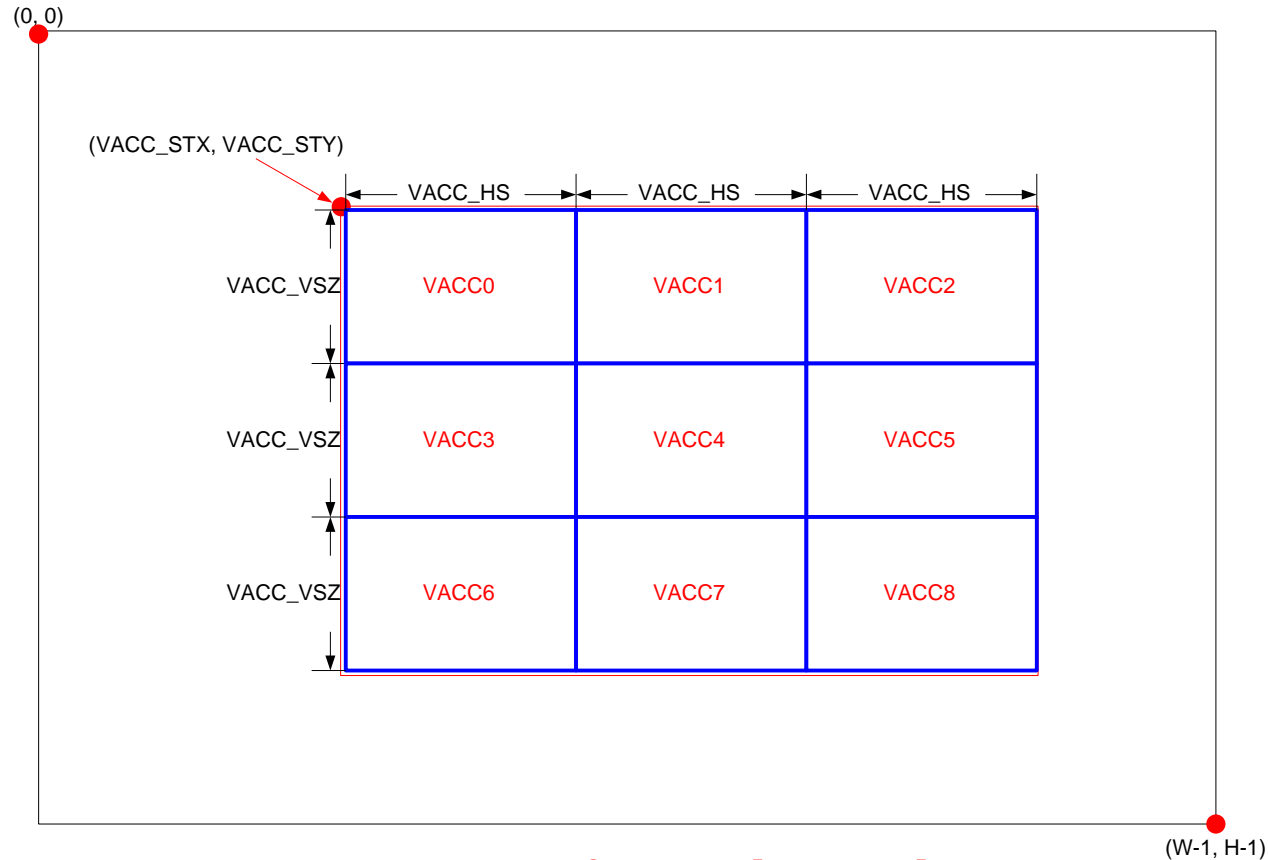 (0, 0)
(VACC_STX, VACC_STY)
VACC_HS VACC_HS VACC_HS
VACC_VSZ VACC0 VACC1 VACC2
VACC_VSZ VACC3 VACC4 VACC5
VACC_VSZ VACC6 VACC7 VACC8
(W-1, H-1)